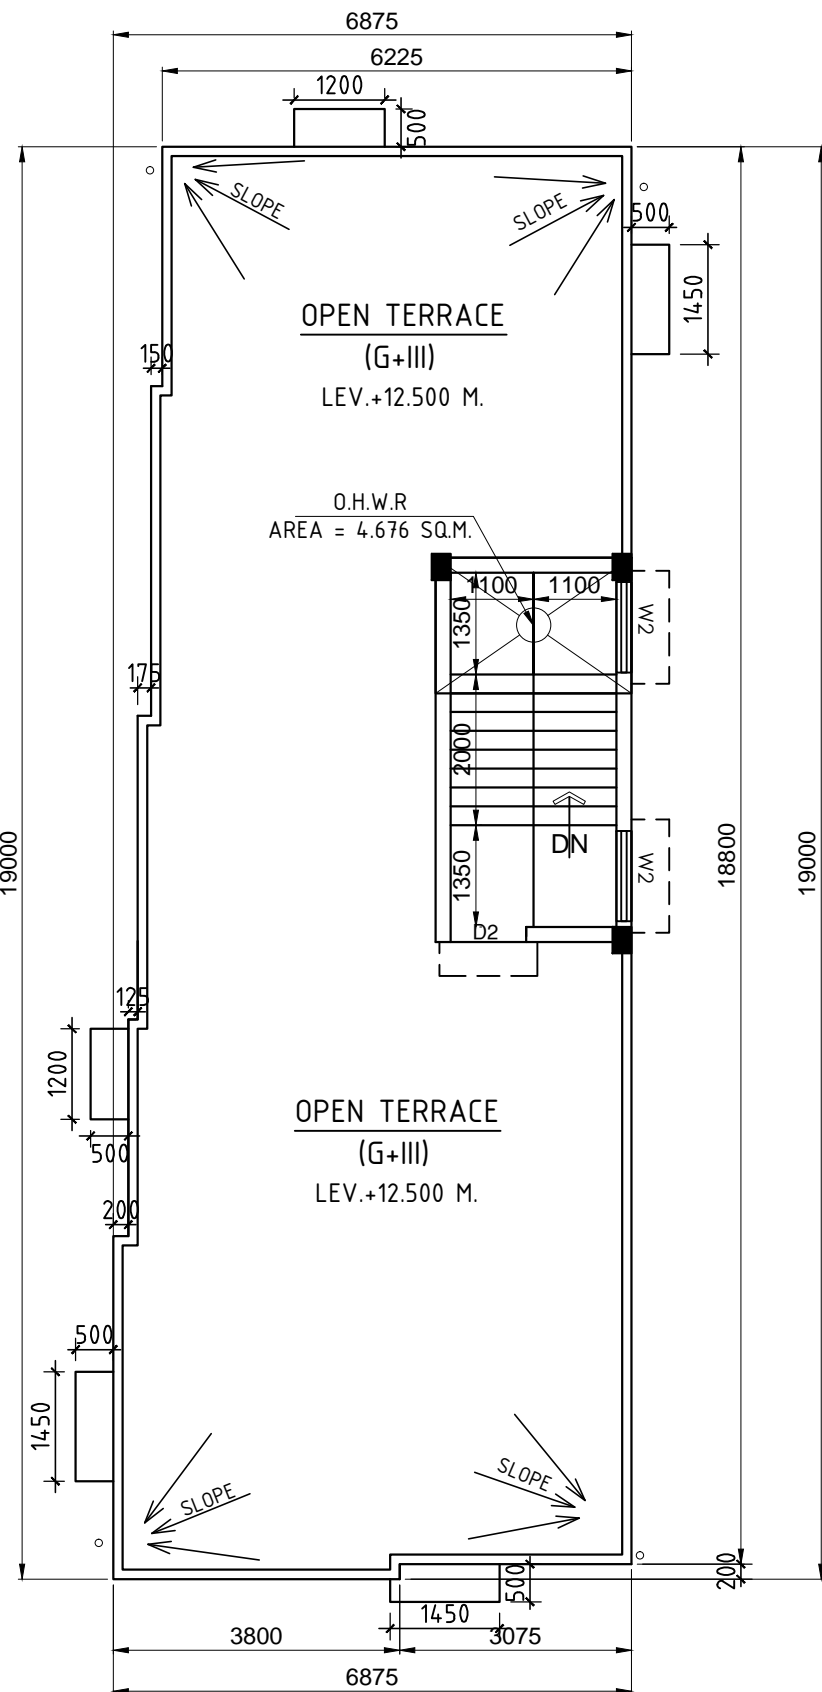 6875
6225
1200
500
SLOPE
SLOPE
500
1450
OPEN TERRACE
(G+III)
LEV.+12.500 M.
150
O.H.W.R
AREA = 4.676 SQ.M.
1100
1100
1350
W2
175
2000
19000
18800
19000
DN
1350
W2
D2
125
1200
OPEN TERRACE
(G+III)
LEV.+12.500 M.
500
200
500
1450
SLOPE
SLOPE
500
200
1450
3800
3075
6875